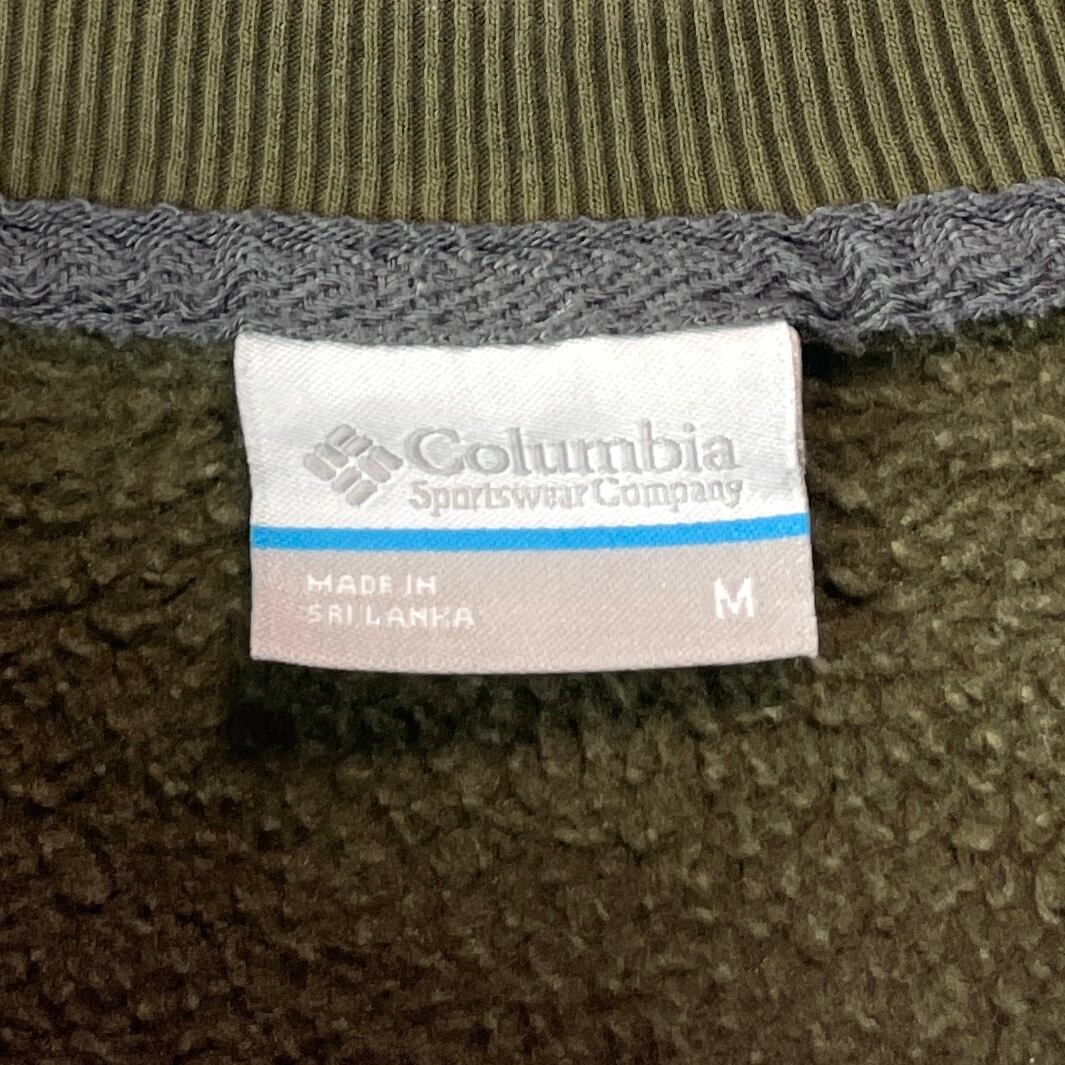 Columbia
Sportswear Company
MADE IN
SRI LANKA
M